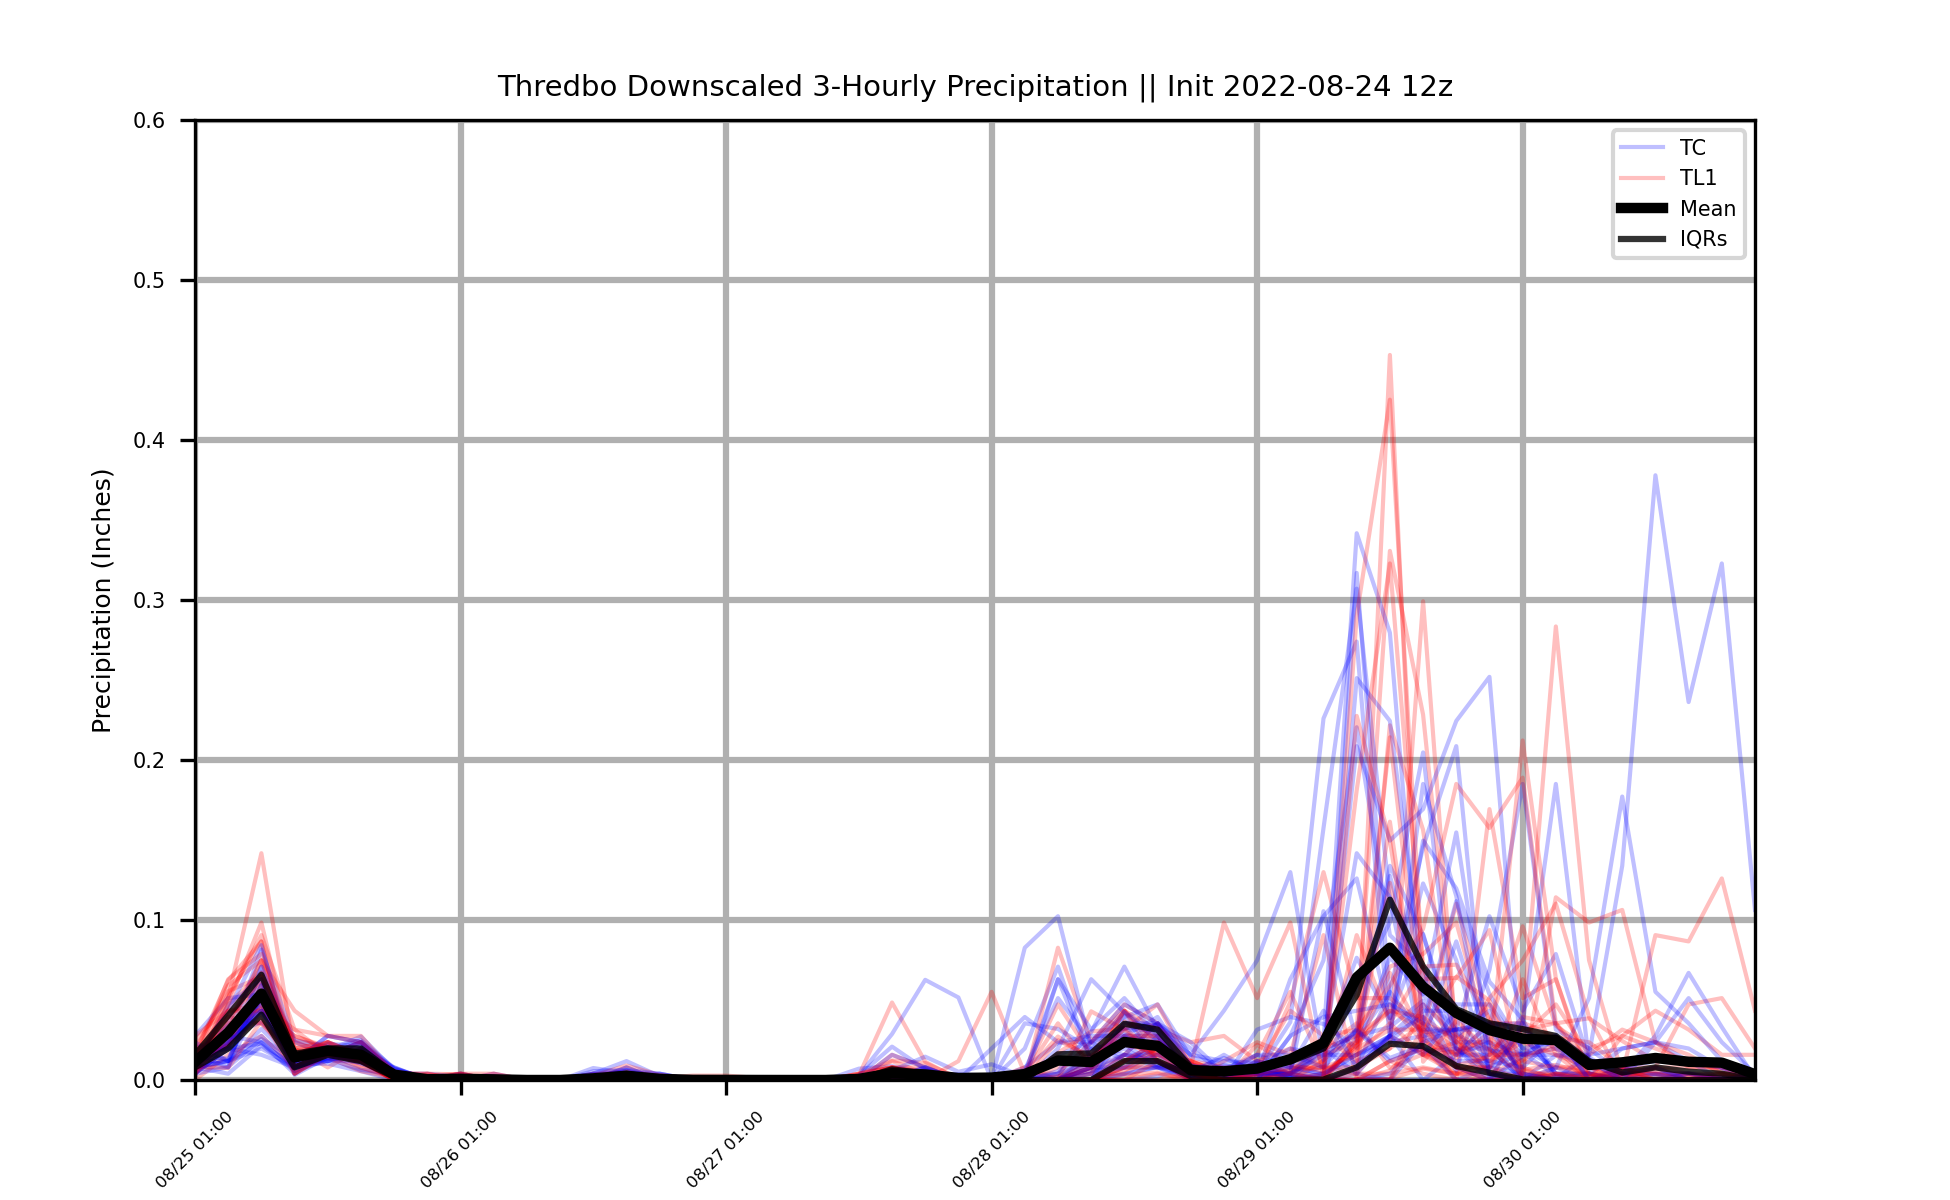 Thredbo Downscaled 3-Hourly Precipitation || Init 2022-08-24 12z
TC
TL1
Mean
IQRs
Precipitation (Inches)
0.6
0.5
0.4
0.3
0.2
0.1
0.0
08/25 01:00
08/26 01:00
08/27 01:00
08/28 01:00
08/29 01:00
08/30 01:00